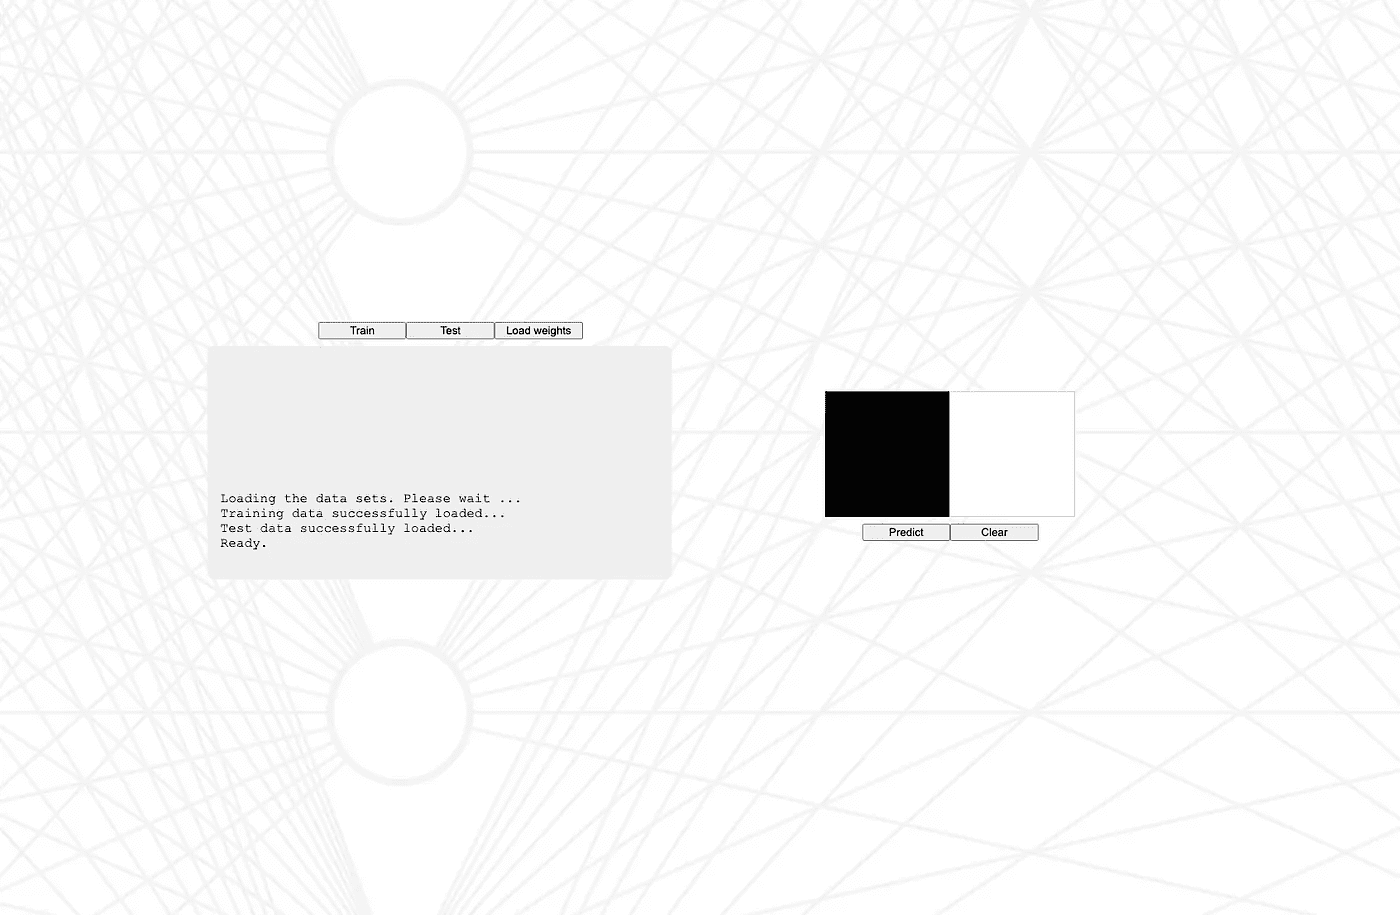 Train Test Load weights
Loading the data sets. Please wait ...
Training data successfully loaded...
Test data successfully loaded...
Ready.
Predict Clear